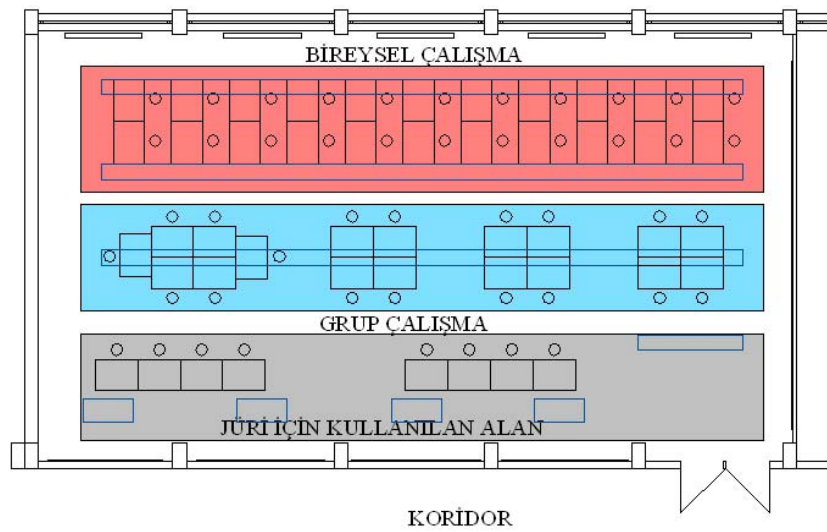 BİREYSEL ÇALIŞMA
GRUP ÇALIŞMA
JÜRİ İÇİN KULLANILAN ALAN
KORİDOR